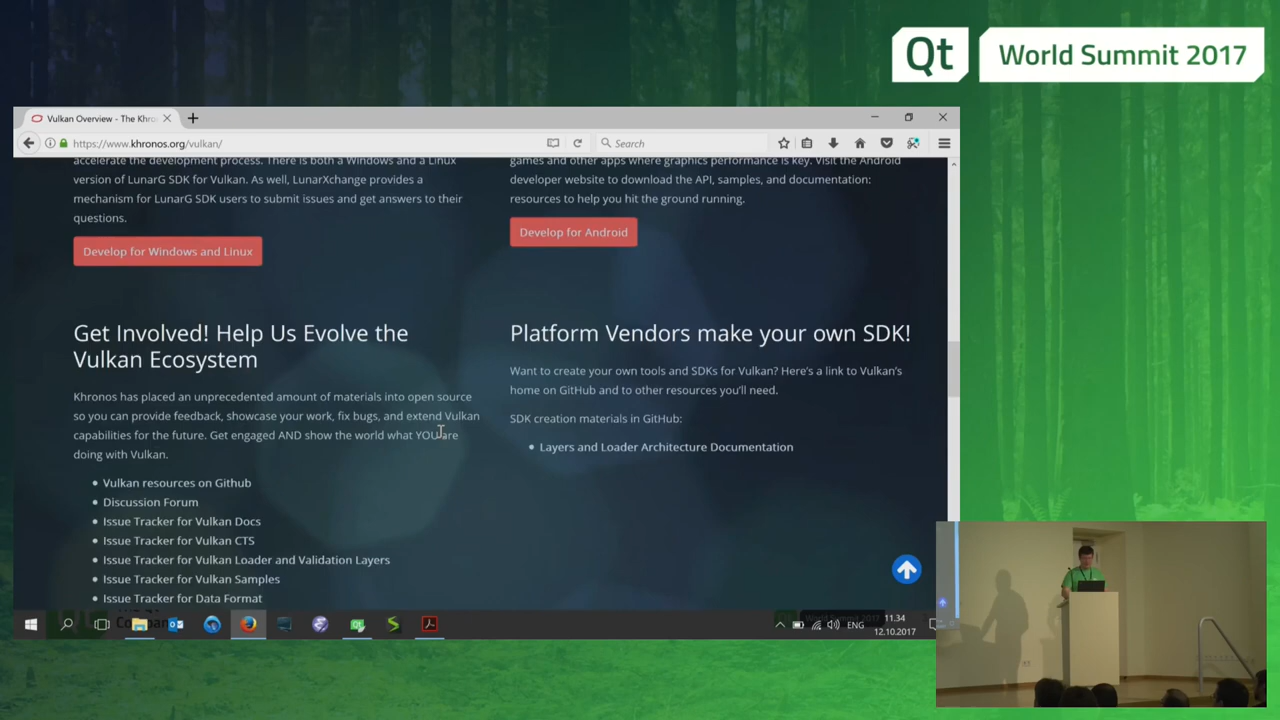 Qt World Summit 2017
Vulkan Overview - The Khro
https://www.khronos.org/vulkan/
Search
accelerate the development process. There is both a Windows and a Linux
version of LunarG SDK for Vulkan. As well, LunarXchange provides a
mechanism for LunarG SDK users to submit issues and get answers to their
questions.
Develop for Windows and Linux
games and other apps where graphics performance is key. Visit the Android
developer website to download the API, samples, and documentation:
resources to help you hit the ground running.
Develop for Android
Get Involved! Help Us Evolve the
Vulkan Ecosystem
Khronos has placed an unprecedented amount of materials into open source
so you can provide feedback, showcase your work, fix bugs, and extend Vulkan
capabilities for the future. Get engaged AND show the world what YOU are
doing with Vulkan.
• Vulkan resources on Github
• Discussion Forum
• Issue Tracker for Vulkan Docs
• Issue Tracker for Vulkan CTS
• Issue Tracker for Vulkan Loader and Validation Layers
• Issue Tracker for Vulkan Samples
• Issue Tracker for Data Format
Platform Vendors make your own SDK!
Want to create your own tools and SDKs for Vulkan? Here's a link to Vulkan's
home on GitHub and to other resources you'll need.
SDK creation materials in GitHub:
• Layers and Loader Architecture Documentation
ENG
11.34
12.10.2017